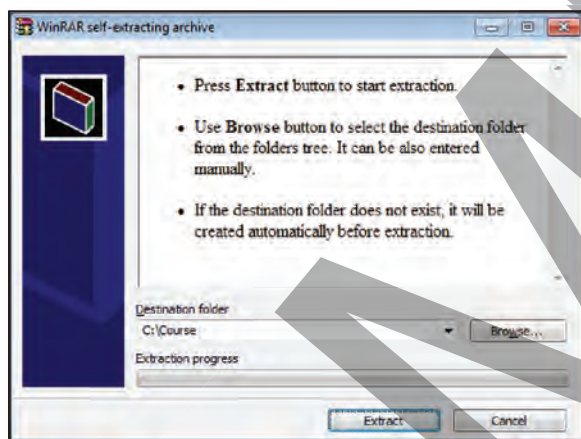 WinRAR self-extracting archive
• Press Extract button to start extraction.
• Use Browse button to select the destination folder
from the folders tree. It can be also entered
manually.
• If the destination folder does not exist, it will be
created automatically before extraction.
Destination folder
C:\Course
Browse...
Extraction progress
Extract
Cancel